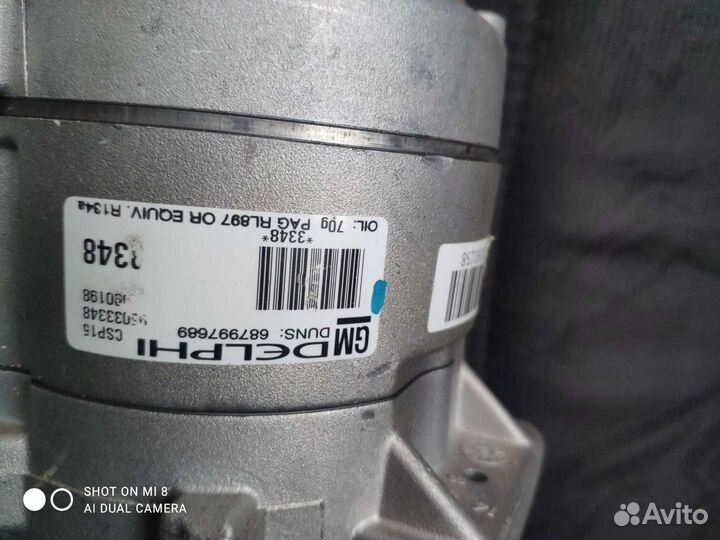 GM DELPHI
DUNS: 687997689
CSP15
3348
*3348*
OIL: 70g PAG RL897 OR EQUIV. R134a
SHOT ON MI 8
AI DUAL CAMERA
Avito